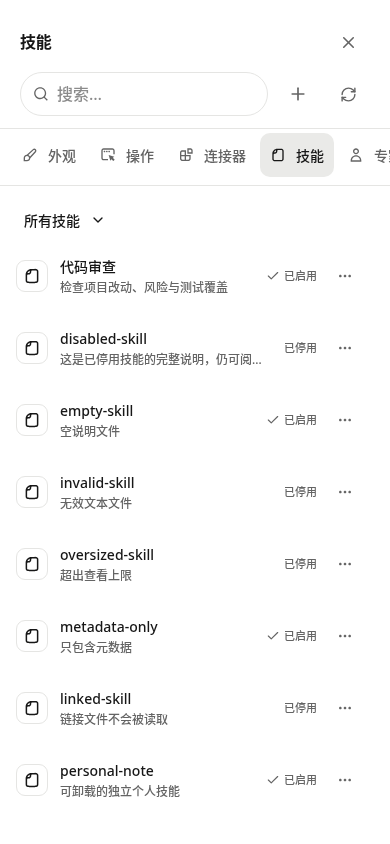 技能
搜索...
外观 操作 连接器 技能
所有技能
代码审查
检查项目改动、风险与测试覆盖
已启用
disabled-skill
这是已停用技能的完整说明，仍可阅...
已停用
empty-skill
空说明文件
已启用
invalid-skill
无效文本文件
已停用
oversized-skill
超出查看上限
已停用
metadata-only
只包含元数据
已启用
linked-skill
链接文件不会被读取
已停用
personal-note
可卸载的独立个人技能
已启用